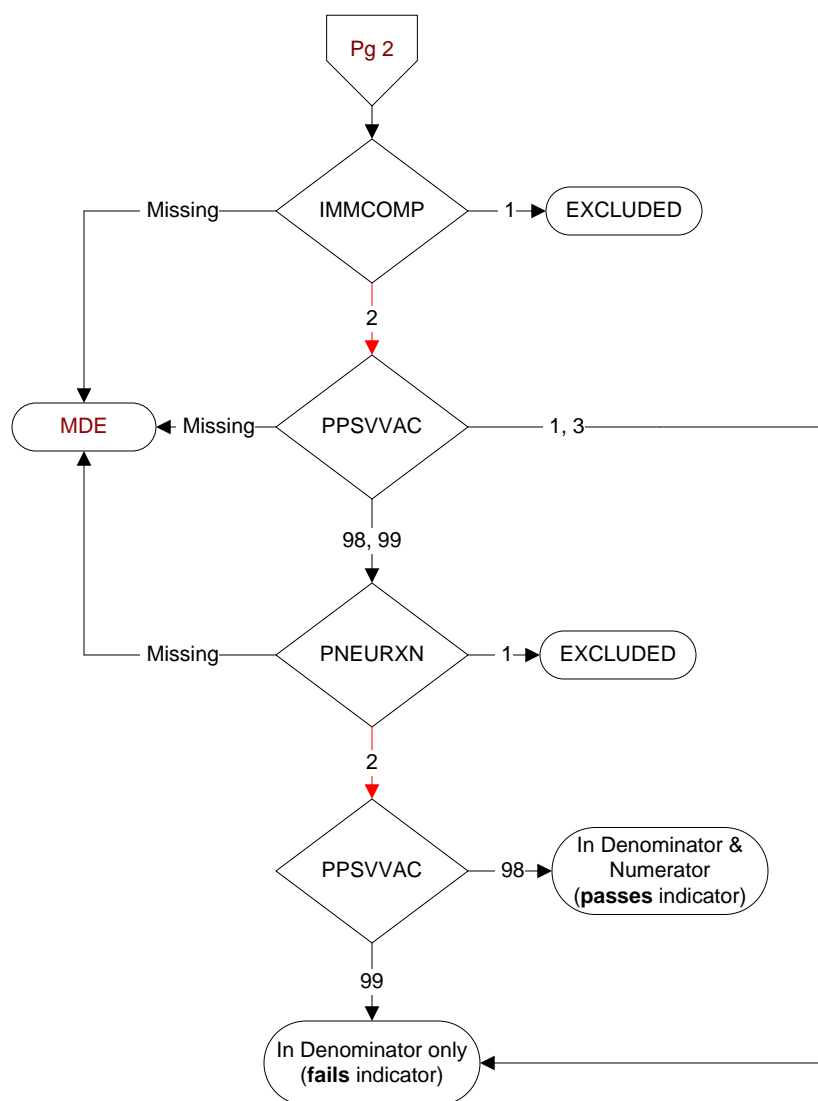 Pg 2
Missing
IMMCOMP
1
EXCLUDED
2
MDE
Missing
PPSVVAC
1, 3
98, 99
Missing
PNEURXN
1
EXCLUDED
2
PPSVVAC
98
In Denominator &
Numerator
(passes indicator)
99
In Denominator only
(fails indicator)